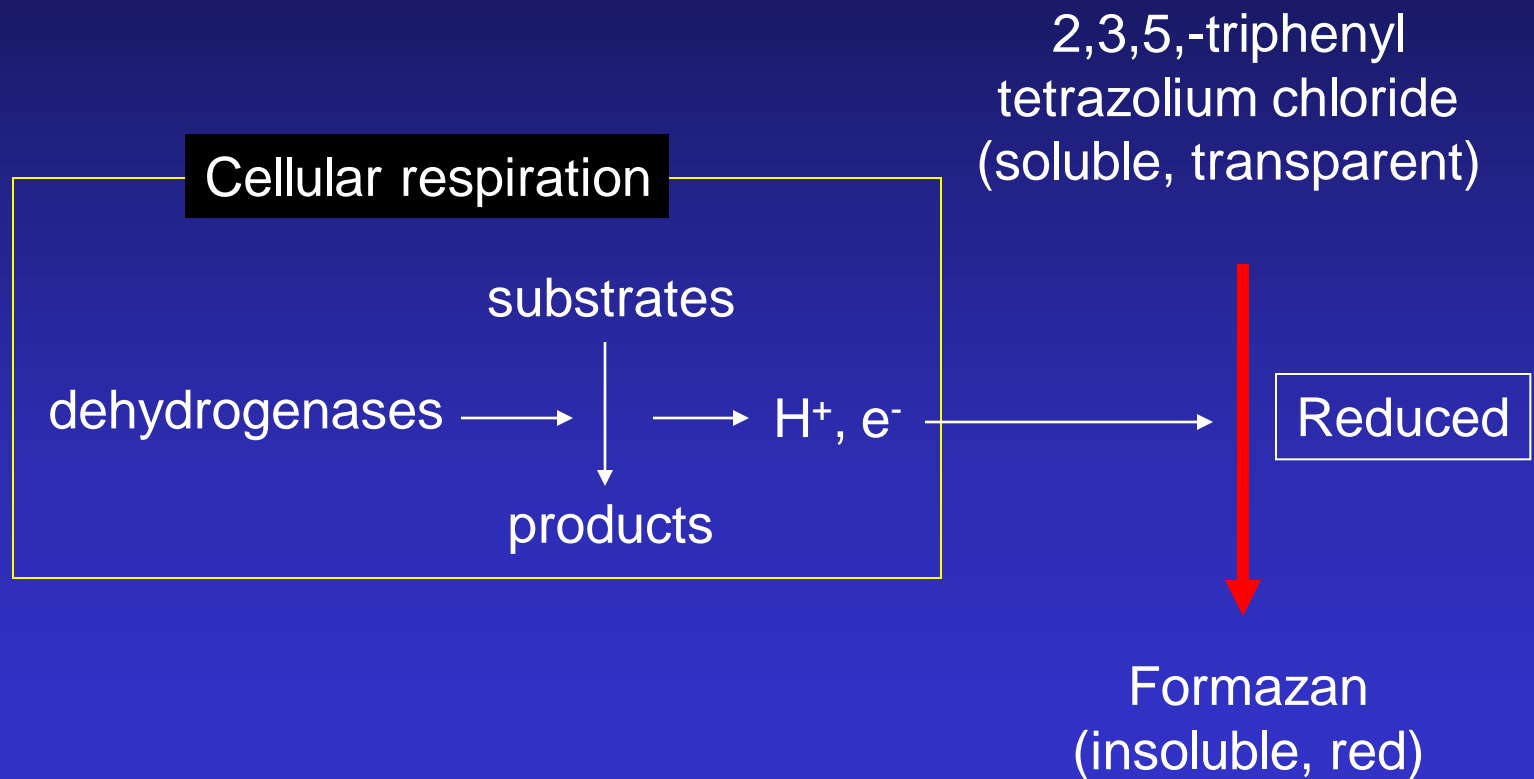 2,3,5,-triphenyl
tetrazolium chloride
(soluble, transparent)
Cellular respiration
substrates
dehydrogenases
H⁺, e⁻
Reduced
products
Formazan
(insoluble, red)